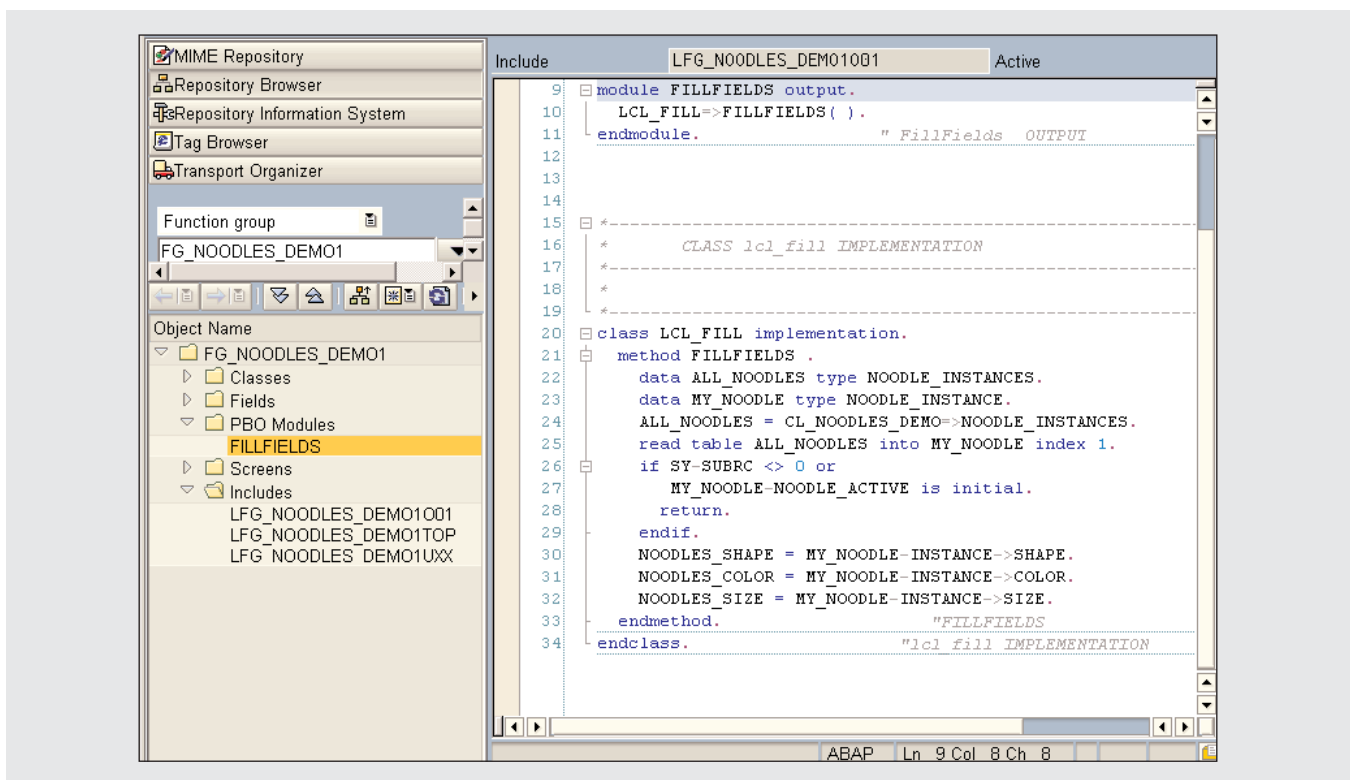 MIME Repository
Repository Browser
Repository Information System
Tag Browser
Transport Organizer
Function group
FG_NOODLES_DEMO1
Object Name
FG_NOODLES_DEMO1
Classes
Fields
PBO Modules
FILLFIELDS
Screens
Includes
LFG_NOODLES_DEMO1O01
LFG_NOODLES_DEMO1TOP
LFG_NOODLES_DEMO1UXX
Include LFG_NOODLES_DEMO1O01 Active
9 module FILLFIELDS output.
10 LCL_FILL=>FILLFIELDS( ).
11 endmodule. " FillFields OUTPUT
12
13
14
15 *---------------------------------------------------------------
16 * CLASS lcl_fill IMPLEMENTATION
17 *---------------------------------------------------------------
18 *
19 *---------------------------------------------------------------
20 class LCL_FILL implementation.
21 method FILLFIELDS .
22 data ALL_NOODLES type NOODLE_INSTANCES.
23 data MY_NOODLE type NOODLE_INSTANCE.
24 ALL_NOODLES = CL_NOODLES_DEMO=>NOODLE_INSTANCES.
25 read table ALL_NOODLES into MY_NOODLE index 1.
26 if SY-SUBRC <> 0 or
27 MY_NOODLE-NOODLE_ACTIVE is initial.
28 return.
29 endif.
30 NOODLES_SHAPE = MY_NOODLE-INSTANCE->SHAPE.
31 NOODLES_COLOR = MY_NOODLE-INSTANCE->COLOR.
32 NOODLES_SIZE = MY_NOODLE-INSTANCE->SIZE.
33 endmethod. "FILLFIELDS
34 endclass. "lcl_fill IMPLEMENTATION
ABAP Ln 9 Col 8 Ch 8